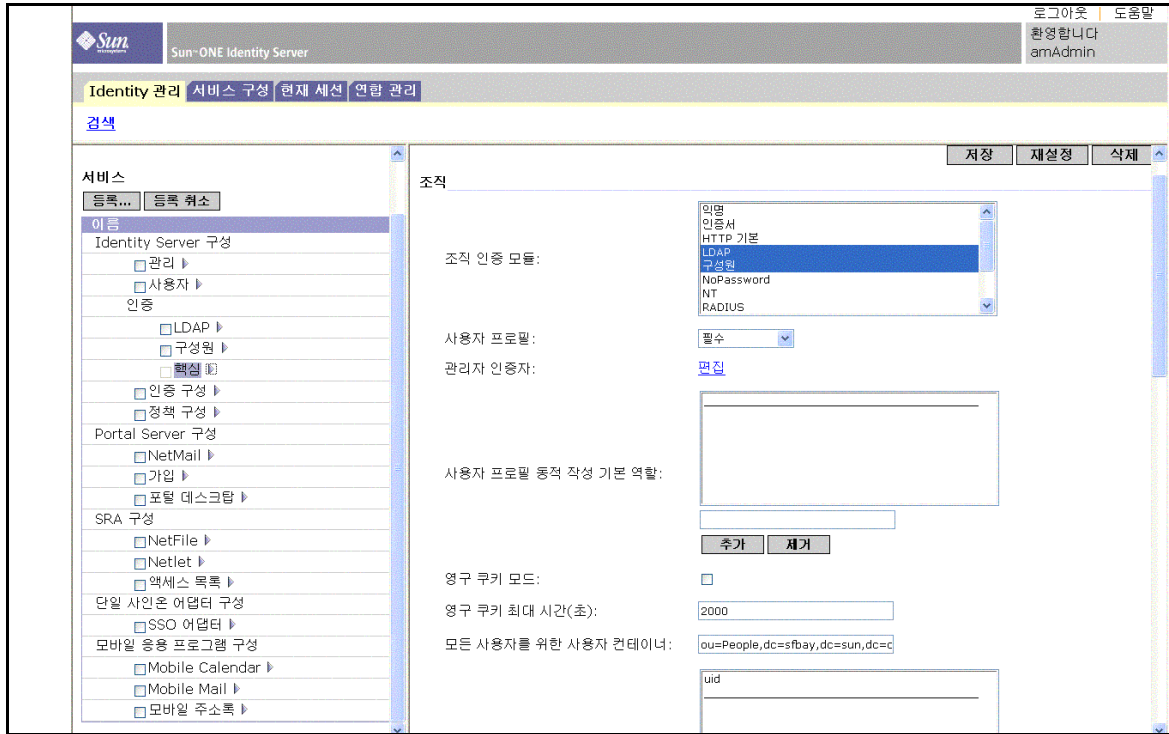 로그아웃 | 도움말
Sun microsystems
Sun™ONE Identity Server
환영합니다
amAdmin
Identity 관리 서비스 구성 현재 세션 연합 관리
검색
서비스
등록... 등록 취소
이름
Identity Server 구성
관리
사용자
인증
LDAP
구성원
핵심
인증 구성
정책 구성
Portal Server 구성
NetMail
가입
포털 데스크탑
SRA 구성
NetFile
Netlet
액세스 목록
단일 사인온 어댑터 구성
SSO 어댑터
모바일 응용 프로그램 구성
Mobile Calendar
Mobile Mail
모바일 주소록
저장 재설정 삭제
조직
조직 인증 모듈:
익명
인증서
HTTP 기본
LDAP
구성원
NoPassword
NT
RADIUS
사용자 프로필: 필수
관리자 인증자: 편집
사용자 프로필 동적 작성 기본 역할:
추가 제거
영구 쿠키 모드:
영구 쿠키 최대 시간(초): 2000
모든 사용자를 위한 사용자 컨테이너: ou=People,dc=sfbay,dc=sun,dc=c
uid